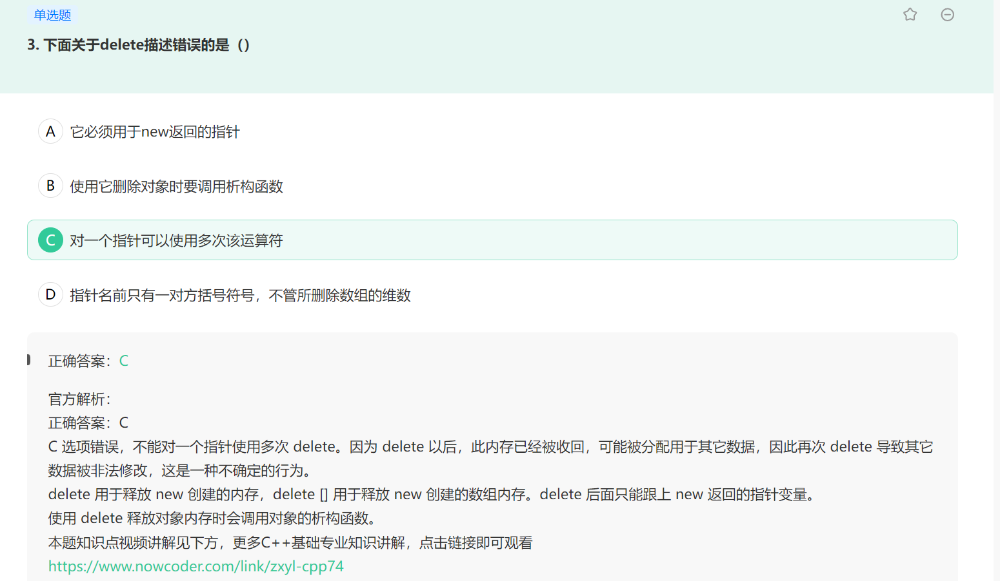 单选题
3. 下面关于delete描述错误的是（）
A 它必须用于new返回的指针
B 使用它删除对象时要调用析构函数
C 对一个指针可以使用多次该运算符
D 指针名前只有一对方括号符号，不管所删除数组的维数
正确答案：C
官方解析：
正确答案：C
C 选项错误，不能对一个指针使用多次 delete。因为 delete 以后，此内存已经被收回，可能被分配用于其它数据，因此再次 delete 导致其它
数据被非法修改，这是一种不确定的行为。
delete 用于释放 new 创建的内存，delete [] 用于释放 new 创建的数组内存。delete 后面只能跟上 new 返回的指针变量。
使用 delete 释放对象内存时会调用对象的析构函数。
本题知识点视频讲解见下方，更多C++基础专业知识讲解，点击链接即可观看
https://www.nowcoder.com/link/zxyl-cpp74